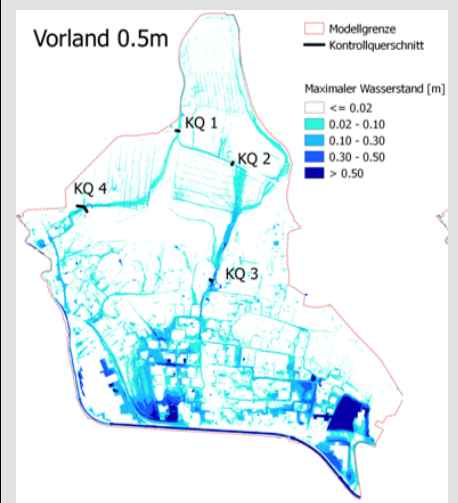 Vorland 0.5m
Modellgrenze
Kontrollquerschnitt
Maximaler Wasserstand [m]
<= 0.02
0.02 - 0.10
0.10 - 0.30
0.30 - 0.50
> 0.50
KQ 1
KQ 2
KQ 4
KQ 3